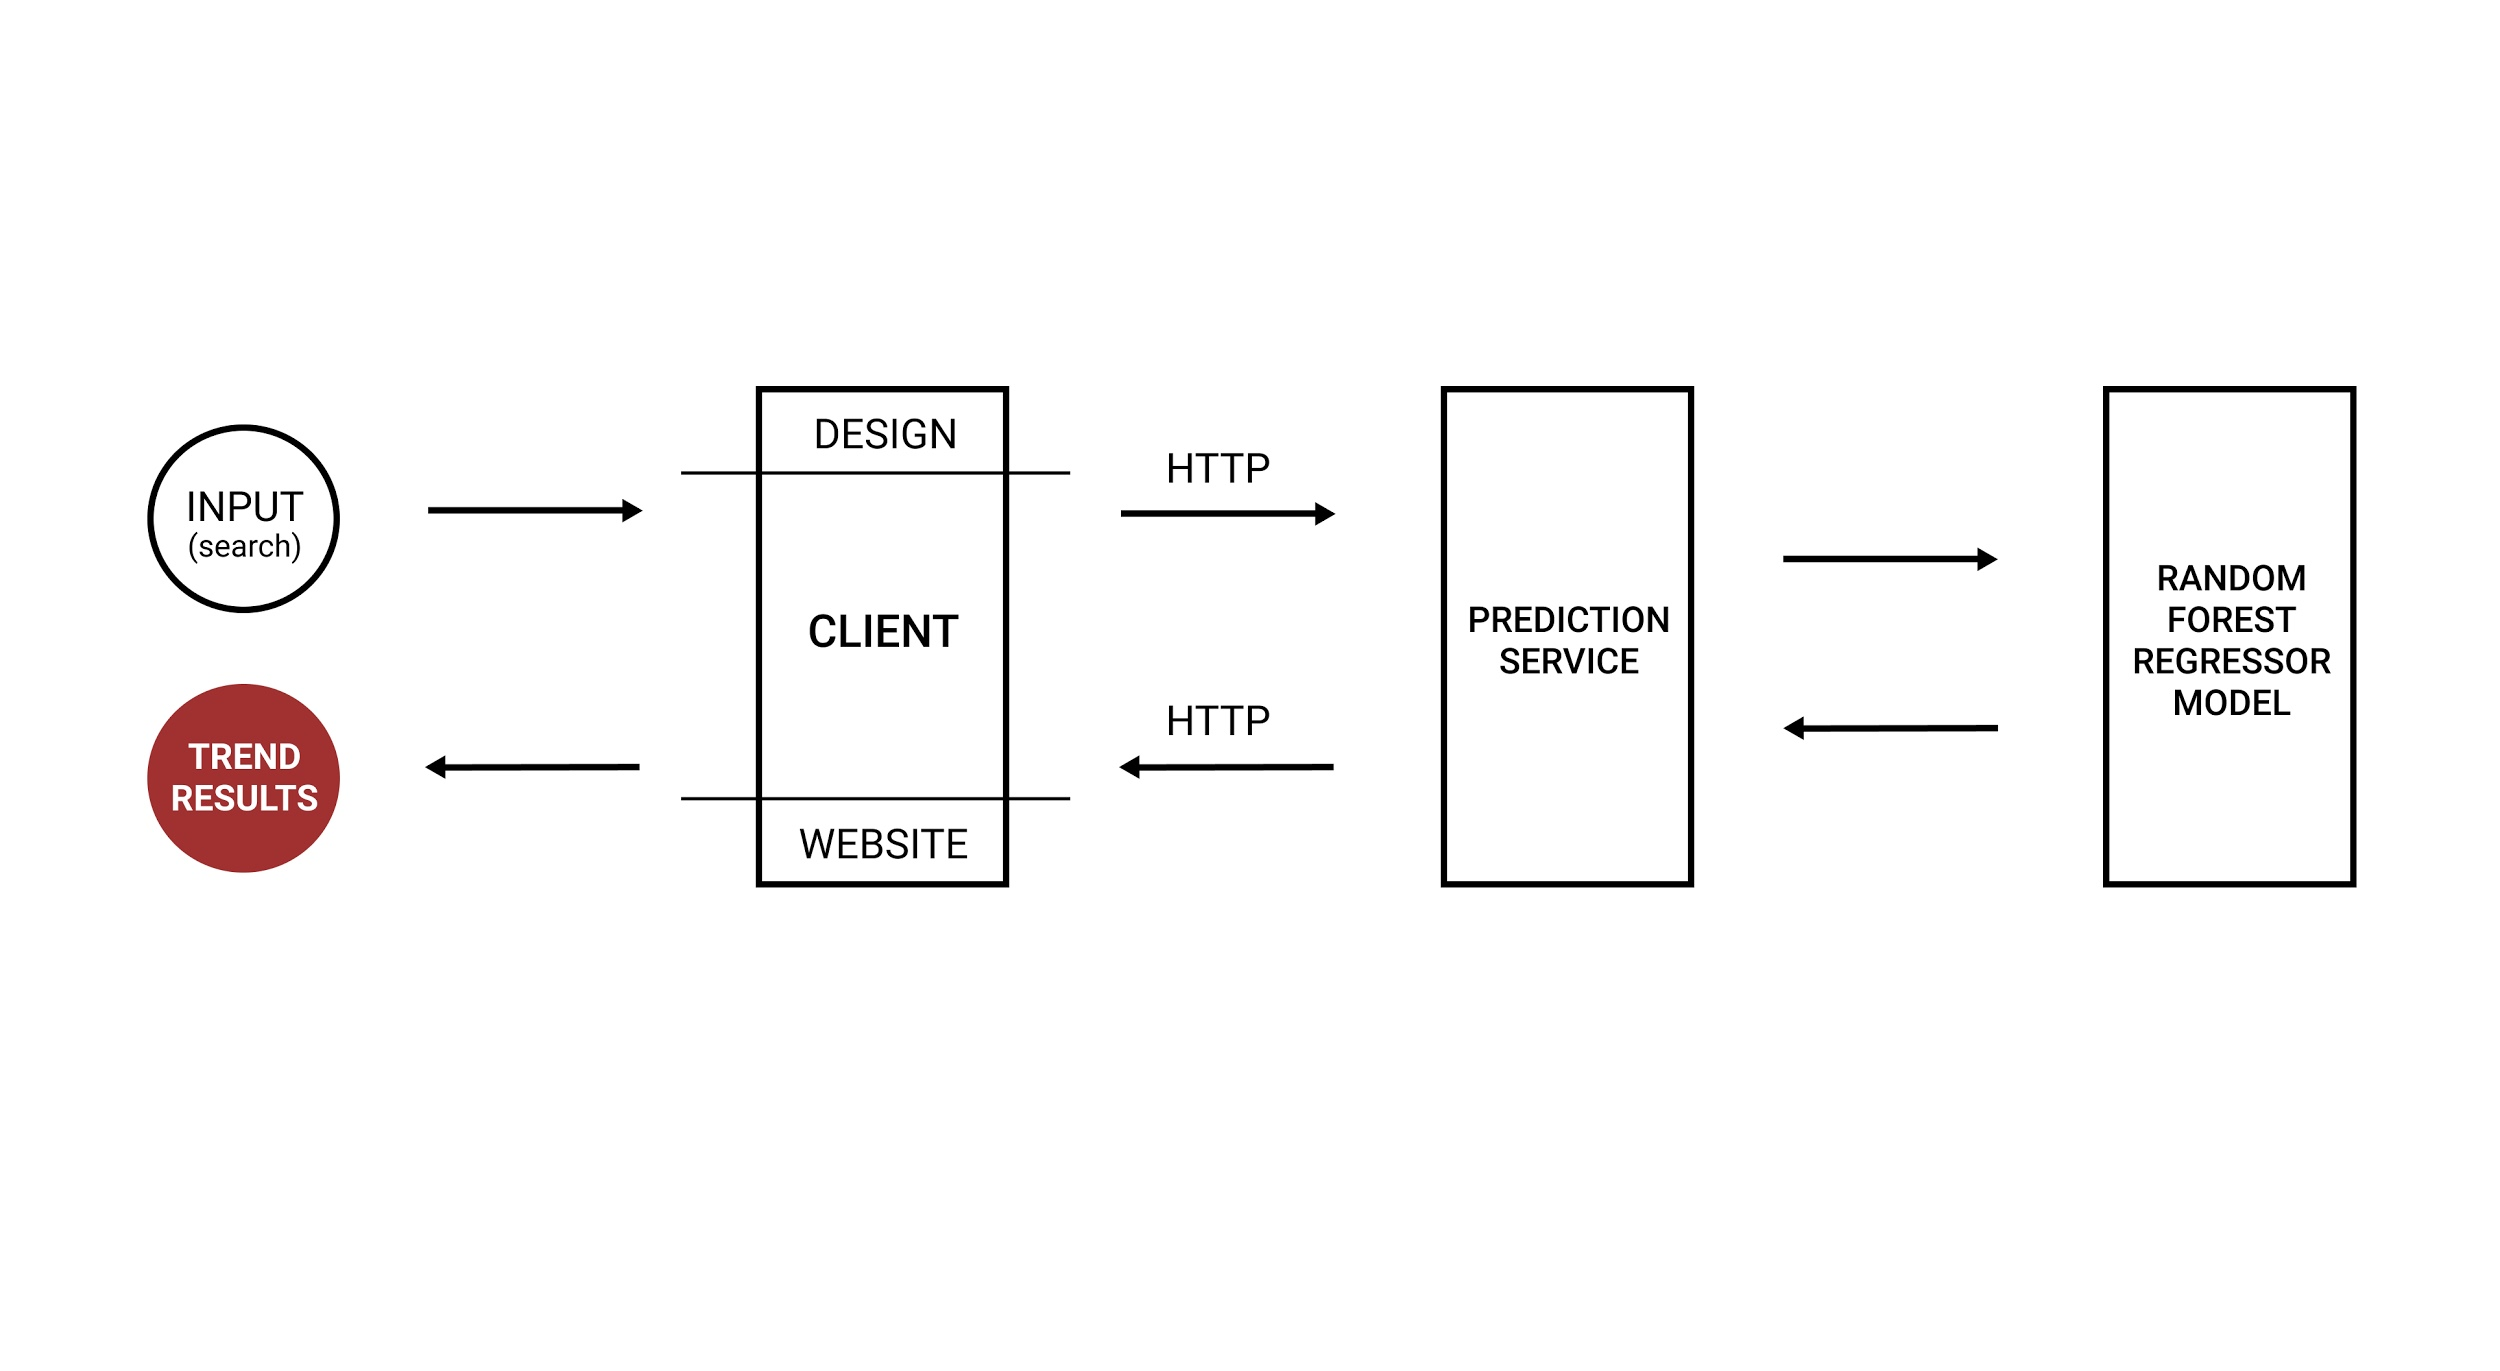 INPUT
(search)
TREND
RESULTS
DESIGN
CLIENT
WEBSITE
HTTP
HTTP
PREDICTION
SERVICE
RANDOM
FOREST
REGRESSOR
MODEL